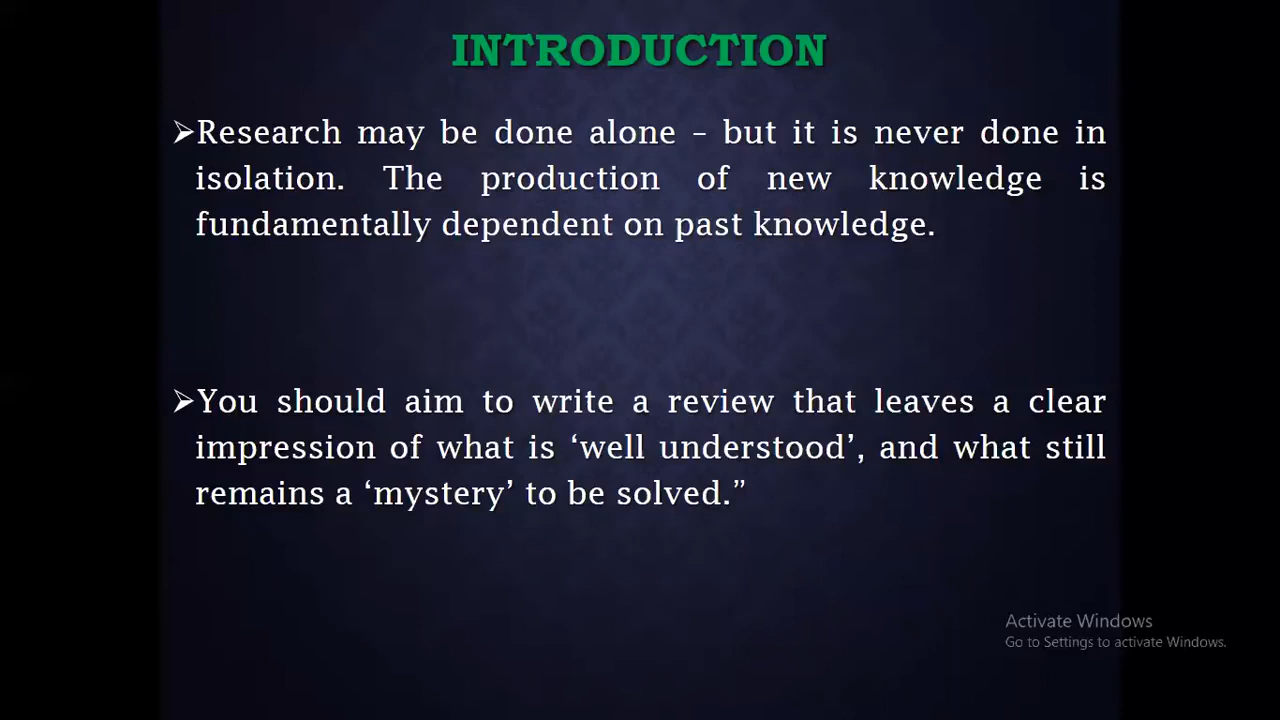 INTRODUCTION
➢Research may be done alone – but it is never done in
isolation. The production of new knowledge is
fundamentally dependent on past knowledge.
➢You should aim to write a review that leaves a clear
impression of what is ‘well understood’, and what still
remains a ‘mystery’ to be solved.”
Activate Windows
Go to Settings to activate Windows.